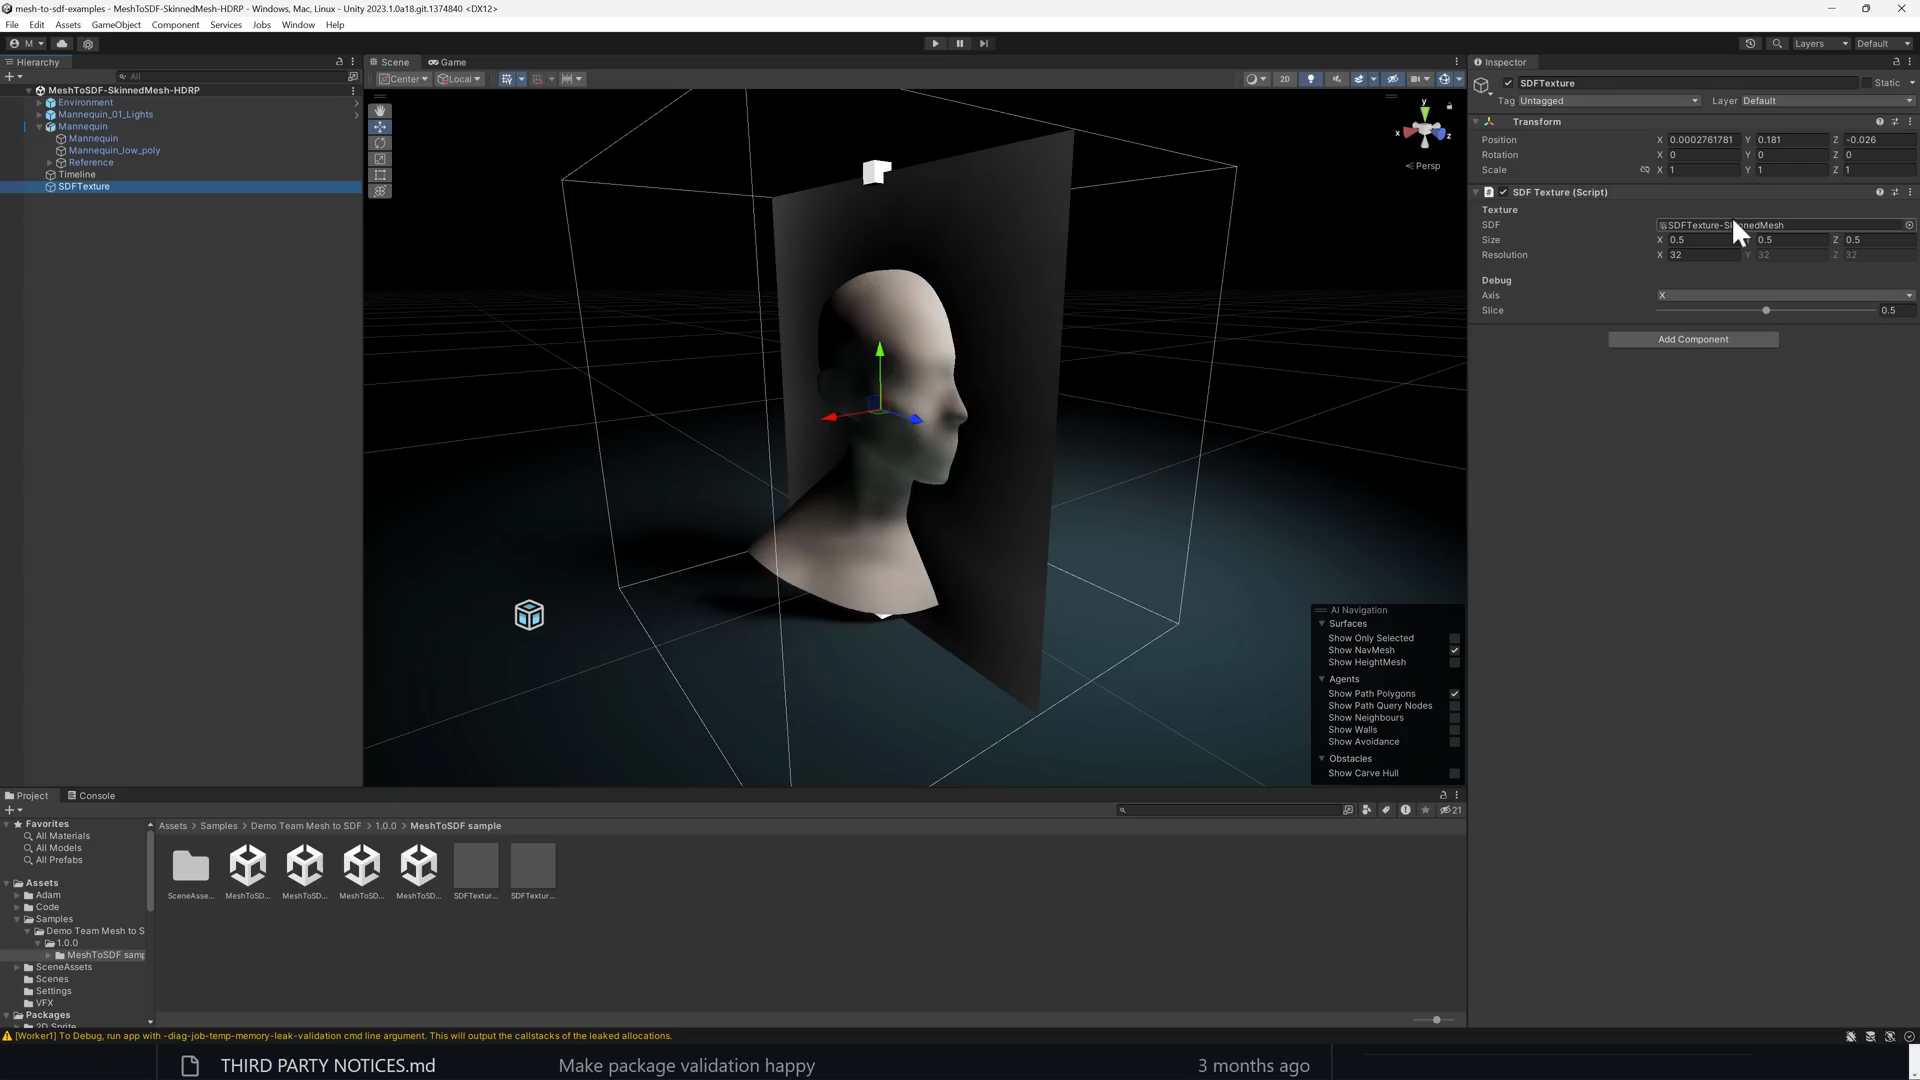 mesh-to-sdf-examples - MeshToSDF-SkinnedMesh-HDRP - Windows, Mac, Linux - Unity 2023.1.0a18.git.1374840 <DX12>
File Edit Assets GameObject Component Services Jobs Window Help
M Layers Default
Hierarchy
All
MeshToSDF-SkinnedMesh-HDRP
Environment
Mannequin_01_Lights
Mannequin
Mannequin
Mannequin_low_poly
Reference
Timeline
SDFTexture
Scene Game
Center Local 2D
y
x z
< Persp
AI Navigation
Surfaces
Show Only Selected
Show NavMesh
Show HeightMesh
Agents
Show Path Polygons
Show Path Query Nodes
Show Neighbours
Show Walls
Show Avoidance
Obstacles
Show Carve Hull
Inspector
SDFTexture Static
Tag Untagged Layer Default
Transform
Position X 0.0002761781 Y 0.181 Z -0.026
Rotation X 0 Y 0 Z 0
Scale X 1 Y 1 Z 1
SDF Texture (Script)
Texture
SDF SDFTexture-SkinnedMesh
Size X 0.5 0.5 Z 0.5
Resolution X 32 Y 32 Z 32
Debug
Axis X
Slice 0.5
Add Component
Project Console
21
Favorites
All Materials
All Models
All Prefabs
Assets
Adam
Code
Samples
Demo Team Mesh to S
1.0.0
MeshToSDF samp
SceneAssets
Scenes
Settings
VFX
Packages
2D Sprite
Assets > Samples > Demo Team Mesh to SDF > 1.0.0 > MeshToSDF sample
SceneAsse... MeshToSD... MeshToSD... MeshToSD... MeshToSD... SDFTextur... SDFTextur...
[Worker1] To Debug, run app with -diag-job-temp-memory-leak-validation cmd line argument. This will output the callstacks of the leaked allocations.
THIRD PARTY NOTICES.md Make package validation happy 3 months ago